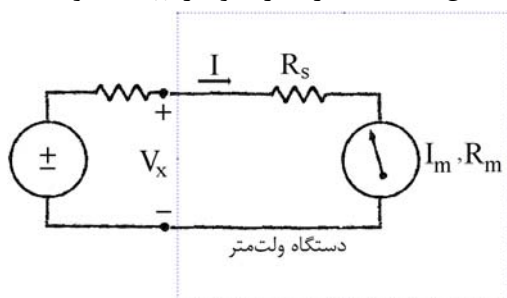 I
R_s
+
±
V_x
I_m , R_m
−
دستگاه ولت‌متر